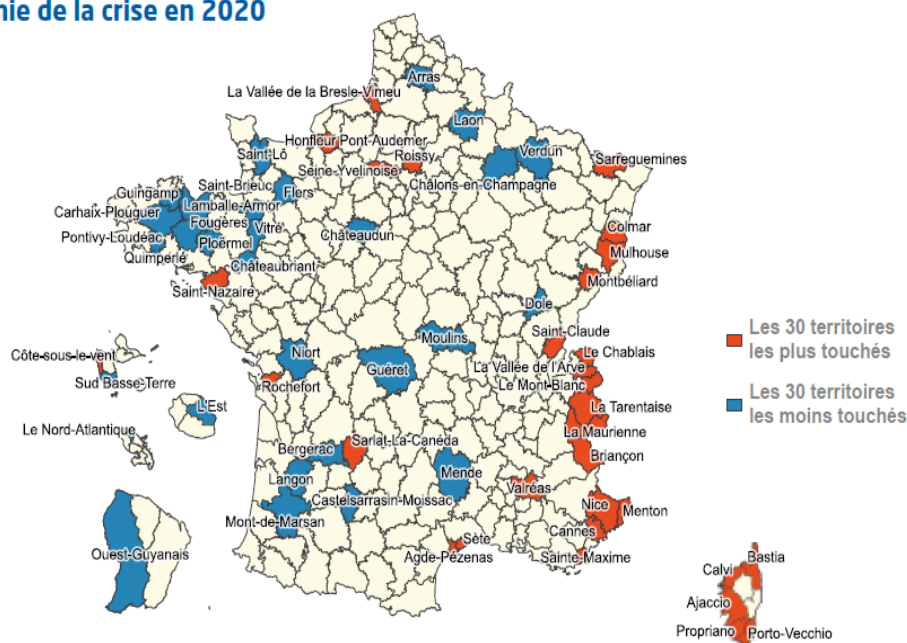 nie de la crise en 2020
Arras
La Vallée de la Bresle-Vimeu
Laon
Honfleur Pont-Audemer
Verdun
Saint-Lô
Roissy
Sarreguemines
Seine-Yvelinoise
Châlons-en-Champagne
Saint-Brieuc
Flers
Guingamp
Lamballe-Armor
Carhaix-Plouguer
Fougères
Vitré
Châteaudun
Colmar
Pontivy-Loudéac
Ploërmel
Mulhouse
Quimperlé
Châteaubriant
Montbéliard
Saint-Nazaire
Dole
Les 30 territoires
les plus touchés
Saint-Claude
Moulins
Niort
Le Chablais
Côte-sous-le-vent
La Vallée de l'Arve
Guéret
Sud Basse-Terre
Rochefort
Le Mont-Blanc
Les 30 territoires
les moins touchés
L'Est
La Tarentaise
Le Nord-Atlantique
La Maurienne
Sarlat-La-Canéda
Bergerac
Briançon
Mende
Langon
Valréas
Castelsarrasin-Moissac
Nice
Menton
Mont-de-Marsan
Cannes
Sète
Ouest-Guyanais
Agde-Pézenas
Sainte-Maxime
Bastia
Calvi
Ajaccio
Propriano
Porto-Vecchio